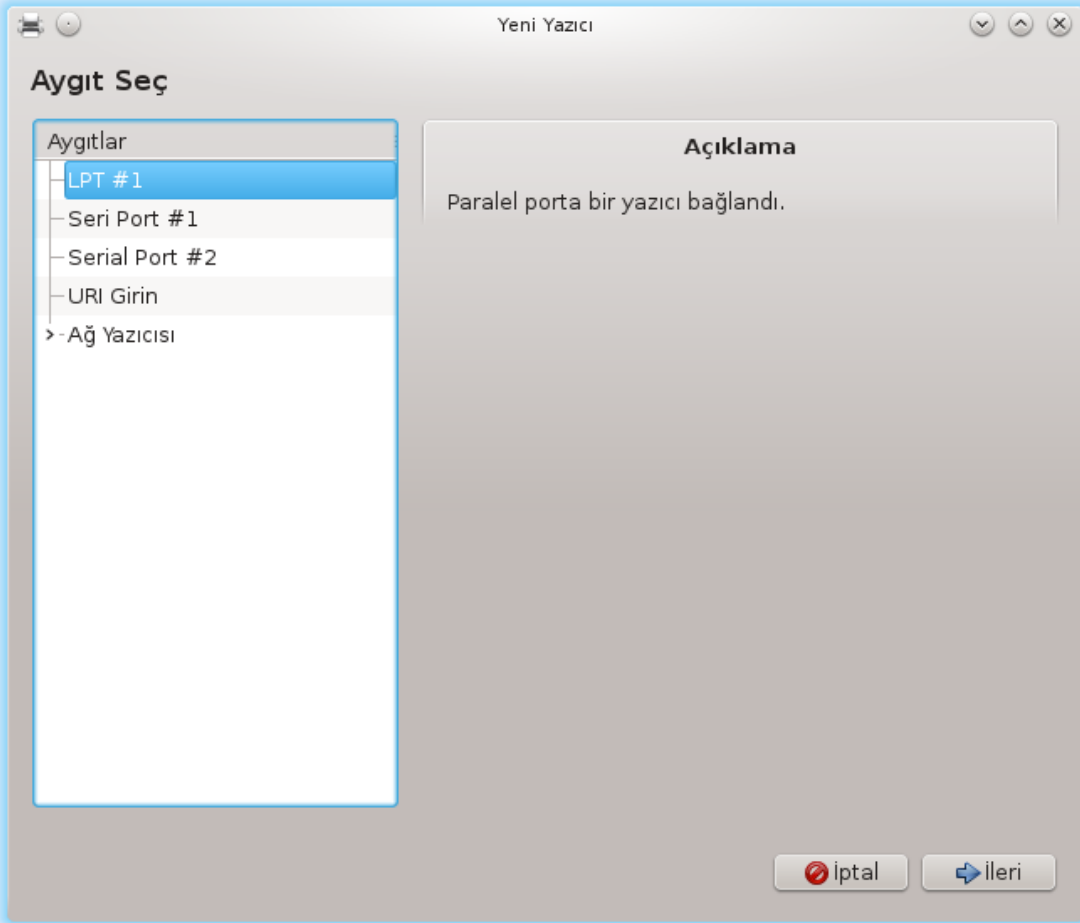 Yeni Yazıcı
Aygıt Seç
Aygıtlar
LPT #1
Seri Port #1
Serial Port #2
URI Girin
Ağ Yazıcısı
Açıklama
Paralel porta bir yazıcı bağlandı.
İptal
İleri